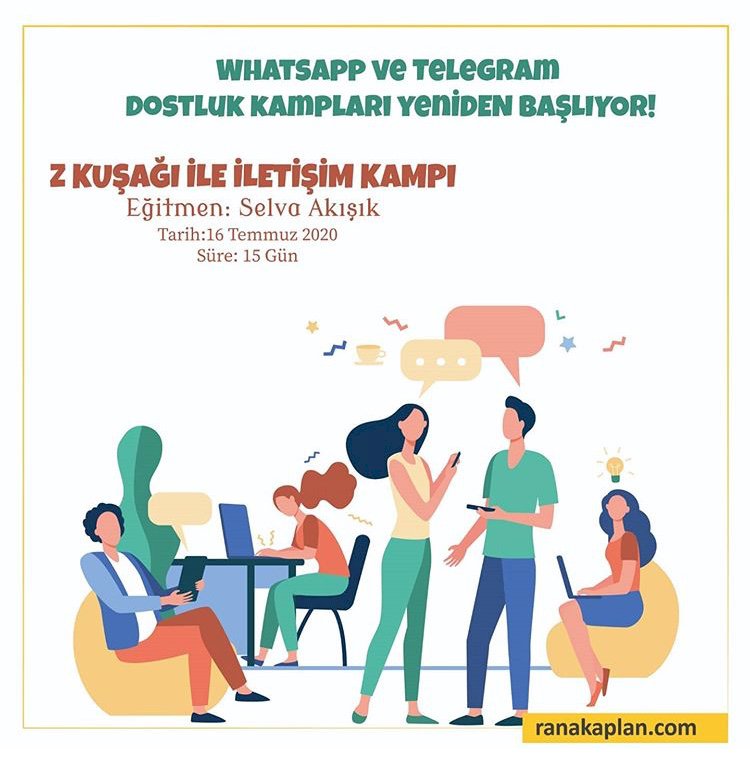 WHATSAPP VE TELEGRAM
DOSTLUK KAMPLARI YENİDEN BAŞLIYOR!
Z KUŞAĞI İLE İLETİŞİM KAMPI
Eğitmen: Selva Akışık
Tarih:16 Temmuz 2020
Süre: 15 Gün
ranakaplan.com